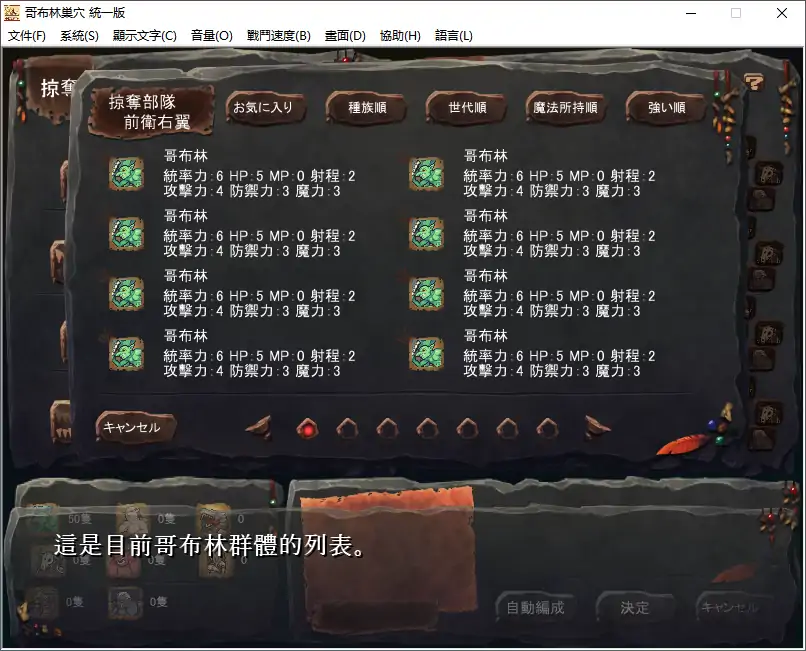 哥布林巢穴 統一版
文件(F) 系統(S) 顯示文字(C) 音量(O) 戰鬥速度(B) 畫面(D) 協助(H) 語言(L)
掠奪
掠奪部隊
前衛右翼
お気に入り 種族順 世代順 魔法所持順 強い順
哥布林
統率力:6 HP:5 MP:0 射程:2
攻擊力:4 防禦力:3 魔力:3
哥布林
統率力:6 HP:5 MP:0 射程:2
攻擊力:4 防禦力:3 魔力:3
哥布林
統率力:6 HP:5 MP:0 射程:2
攻擊力:4 防禦力:3 魔力:3
哥布林
統率力:6 HP:5 MP:0 射程:2
攻擊力:4 防禦力:3 魔力:3
哥布林
統率力:6 HP:5 MP:0 射程:2
攻擊力:4 防禦力:3 魔力:3
哥布林
統率力:6 HP:5 MP:0 射程:2
攻擊力:4 防禦力:3 魔力:3
哥布林
統率力:6 HP:5 MP:0 射程:2
攻擊力:4 防禦力:3 魔力:3
哥布林
統率力:6 HP:5 MP:0 射程:2
攻擊力:4 防禦力:3 魔力:3
キャンセル
50隻 0隻 0
這是目前哥布林群體的列表。
0隻 0隻 0
0隻 0隻
自動編成 決定 キャンセル